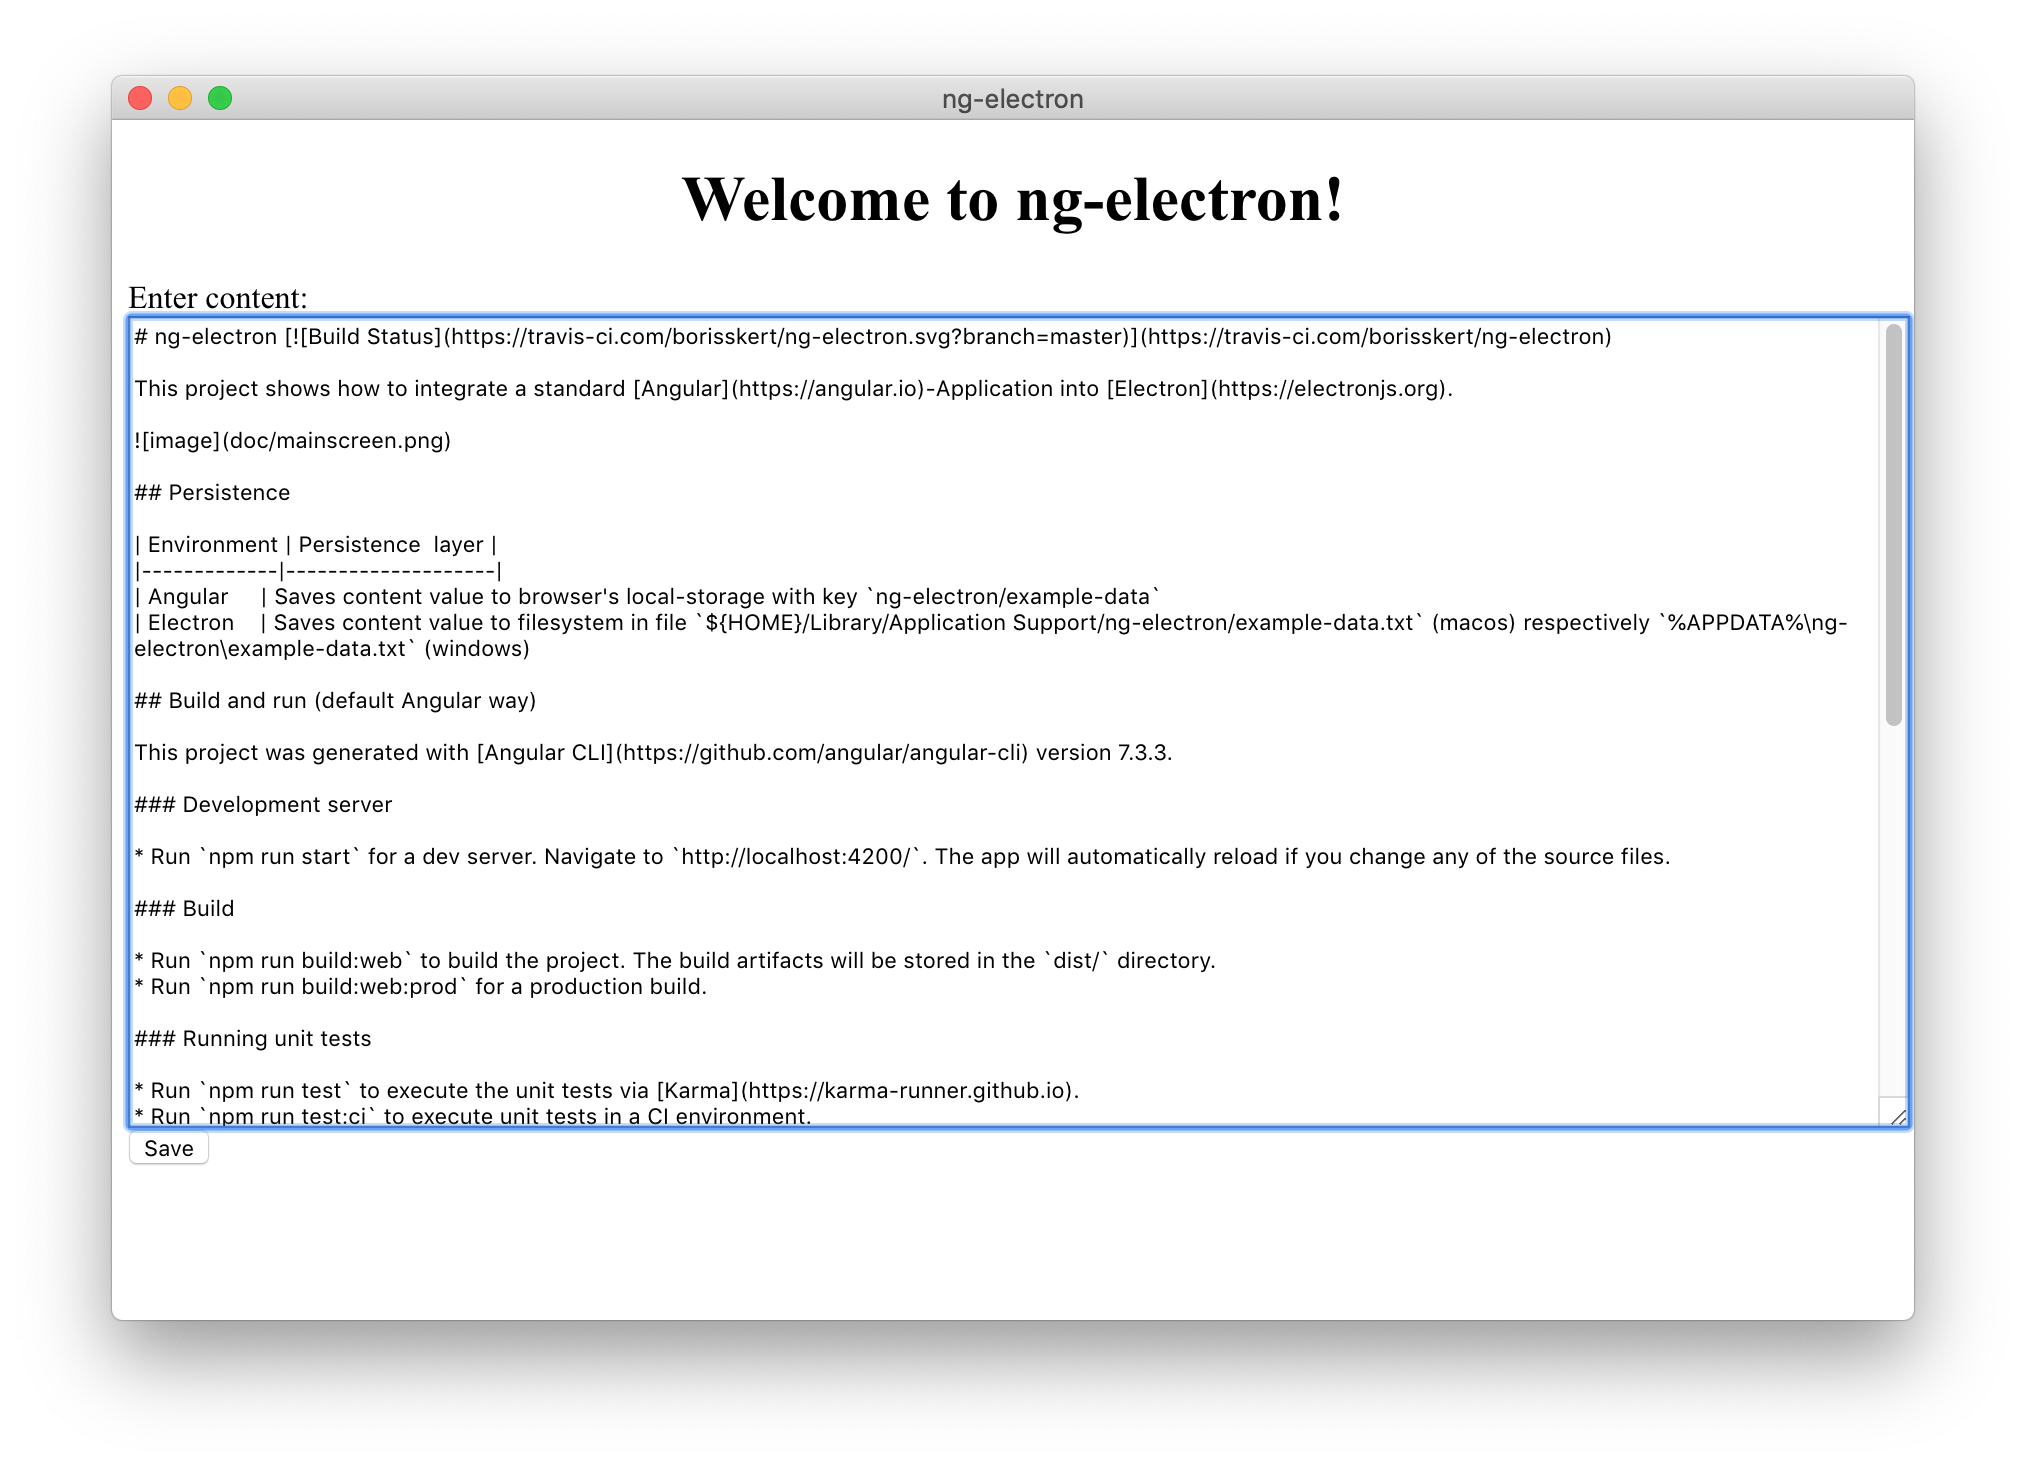 ng-electron
Welcome to ng-electron!
Enter content:
# ng-electron [![Build Status](https://travis-ci.com/borisskert/ng-electron.svg?branch=master)](https://travis-ci.com/borisskert/ng-electron)
This project shows how to integrate a standard [Angular](https://angular.io)-Application into [Electron](https://electronjs.org).
![image](doc/mainscreen.png)
## Persistence
| Environment | Persistence  layer |
|-------------|--------------------|
| Angular     | Saves content value to browser's local-storage with key `ng-electron/example-data`
| Electron    | Saves content value to filesystem in file `${HOME}/Library/Application Support/ng-electron/example-data.txt` (macos) respectively `%APPDATA%\ng-
electron\example-data.txt` (windows)
## Build and run (default Angular way)
This project was generated with [Angular CLI](https://github.com/angular/angular-cli) version 7.3.3.
### Development server
* Run `npm run start` for a dev server. Navigate to `http://localhost:4200/`. The app will automatically reload if you change any of the source files.
### Build
* Run `npm run build:web` to build the project. The build artifacts will be stored in the `dist/` directory.
* Run `npm run build:web:prod` for a production build.
### Running unit tests
* Run `npm run test` to execute the unit tests via [Karma](https://karma-runner.github.io).
* Run `npm run test:ci` to execute unit tests in a CI environment.
Save